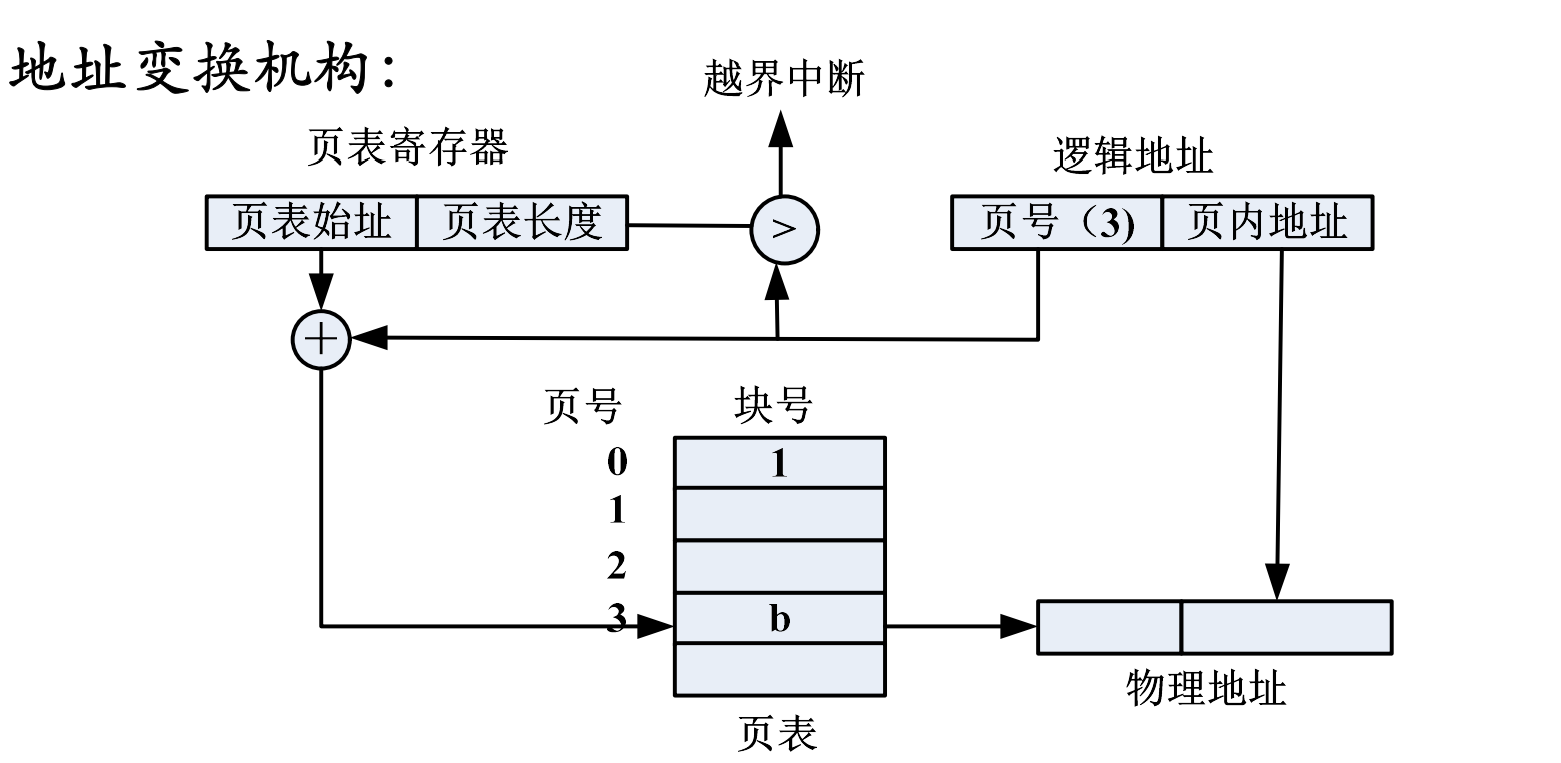 地址变换机构：
越界中断
页表寄存器
逻辑地址
页表始址 页表长度
>
页号（3) 页内地址
+
页号 块号
0 1
1
2
3 b
物理地址
页表